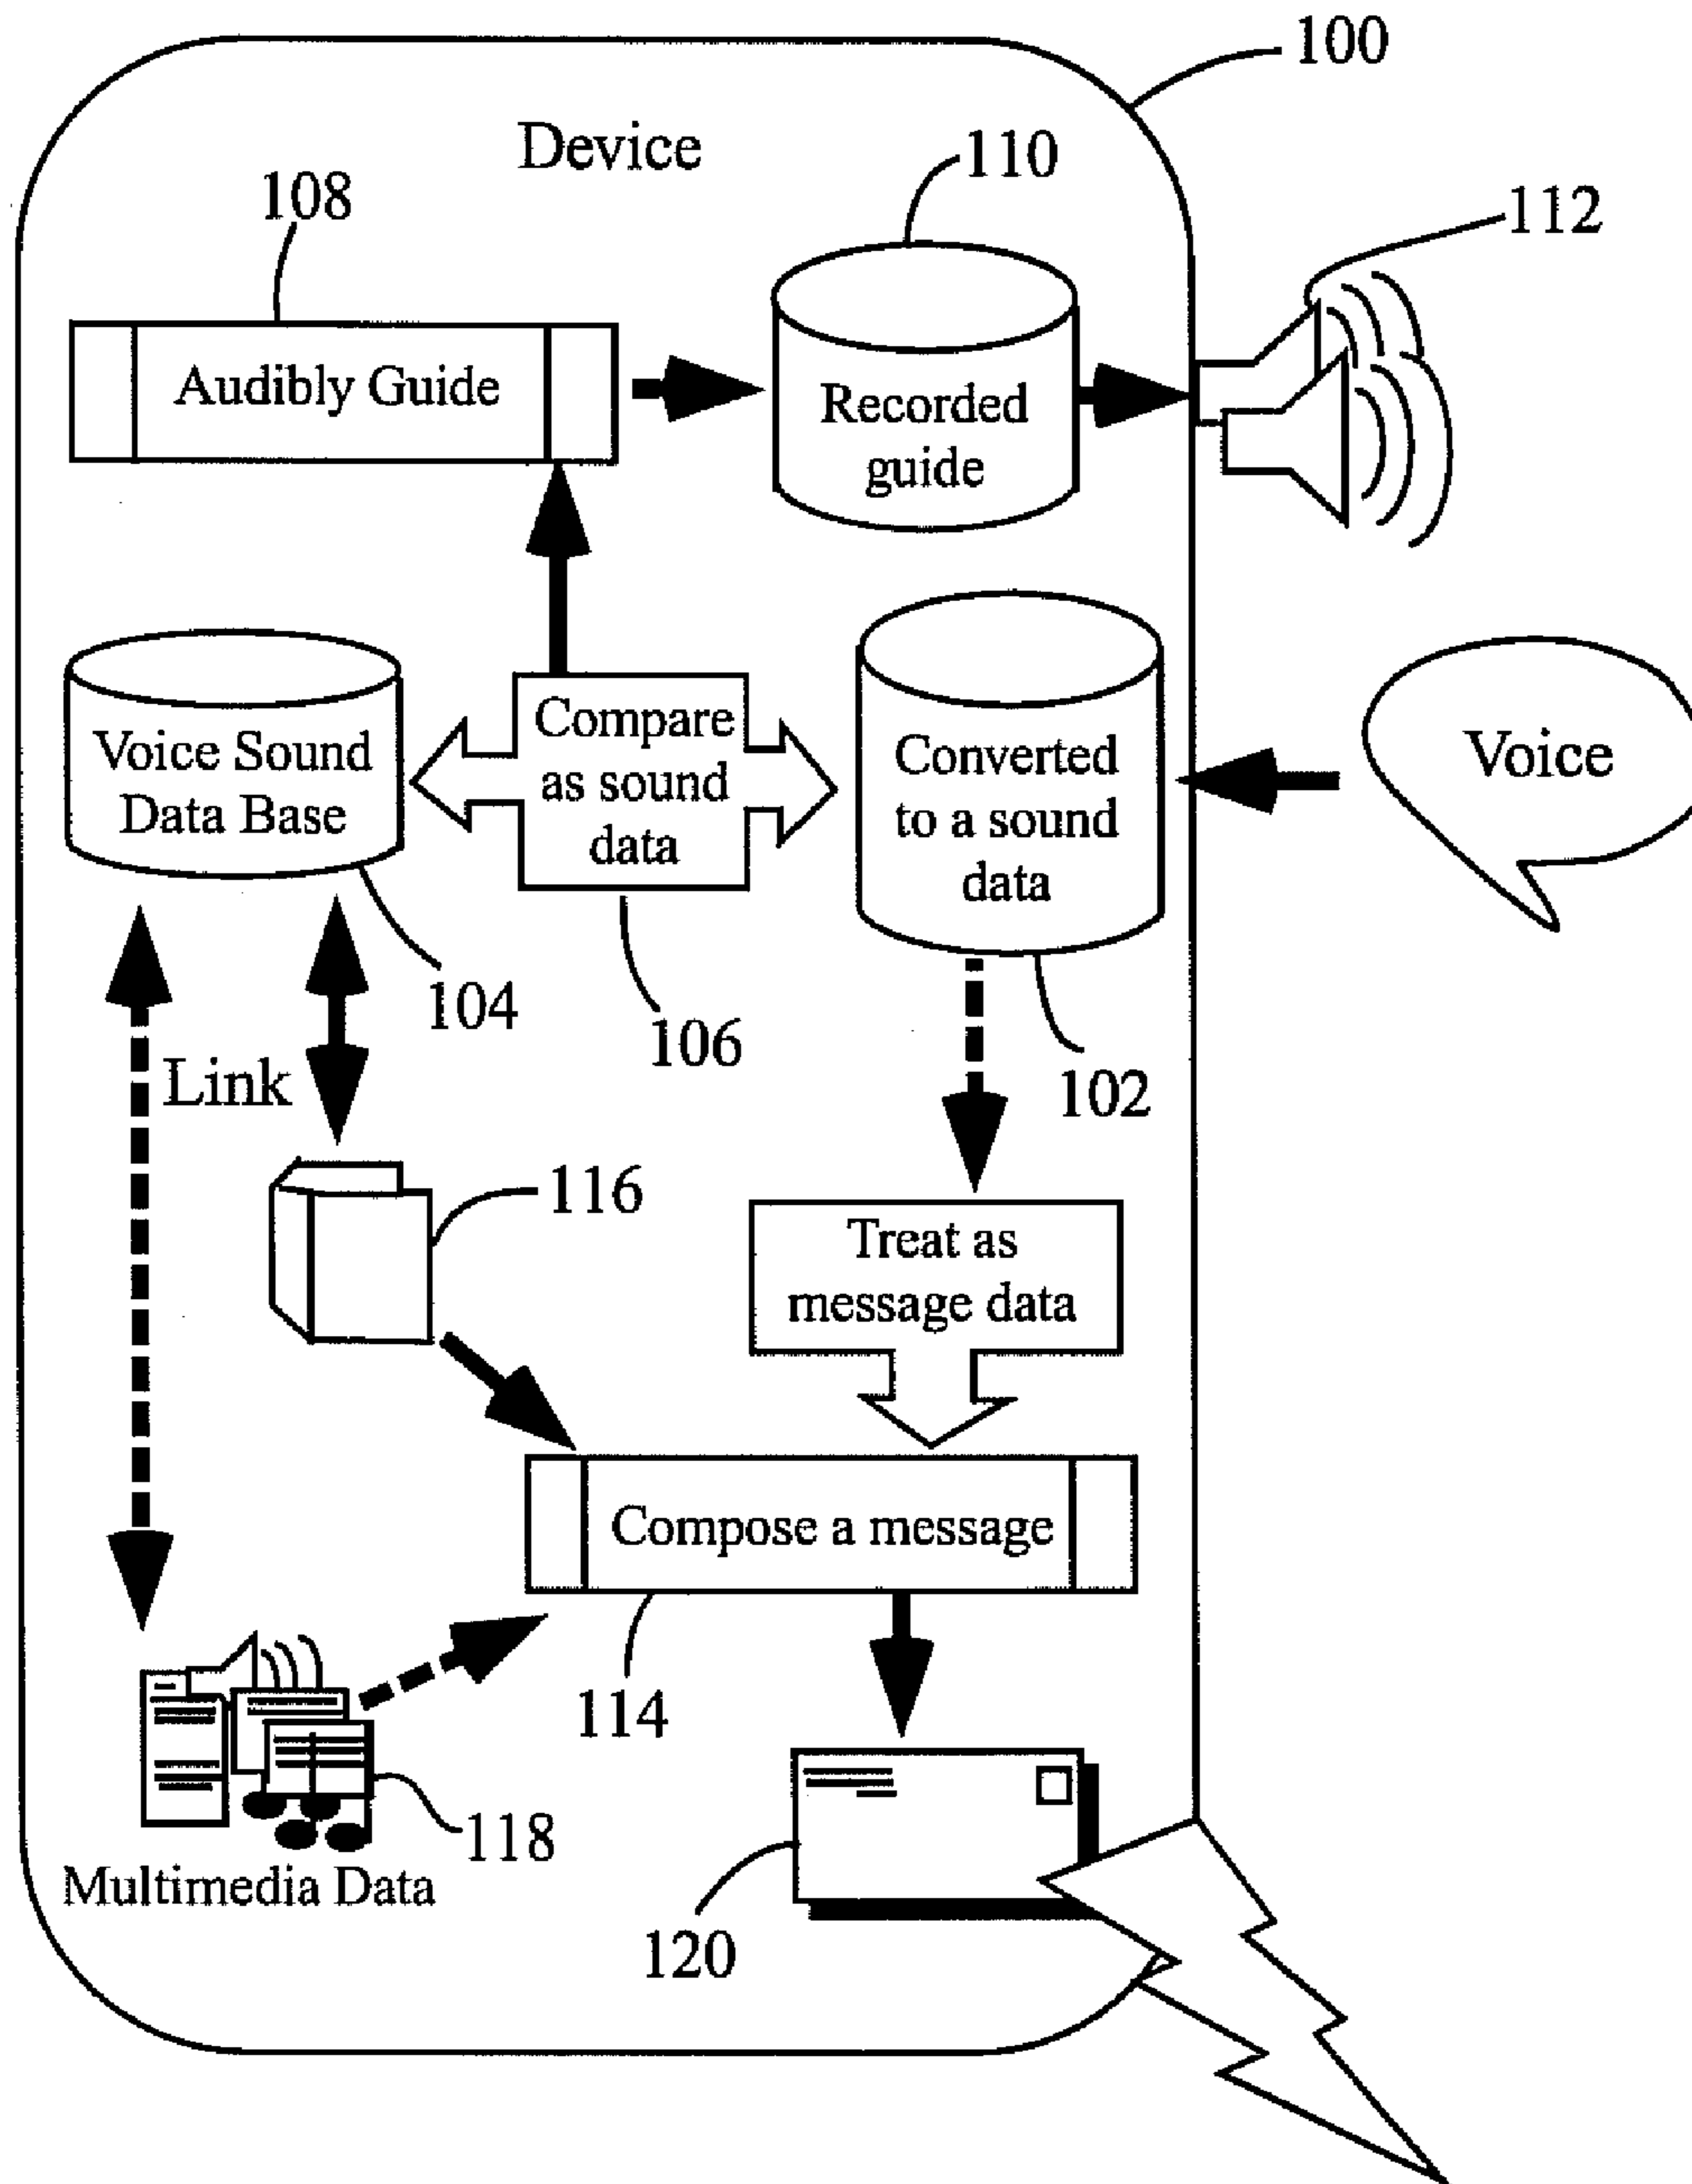 100
Device
110
108
112
Audibly Guide
Recorded
guide
Voice Sound
Data Base
Compare
as sound
data
Converted
to a sound
data
Voice
104
106
102
Link
116
Treat as
message data
Compose a message
114
118
Multimedia Data
120